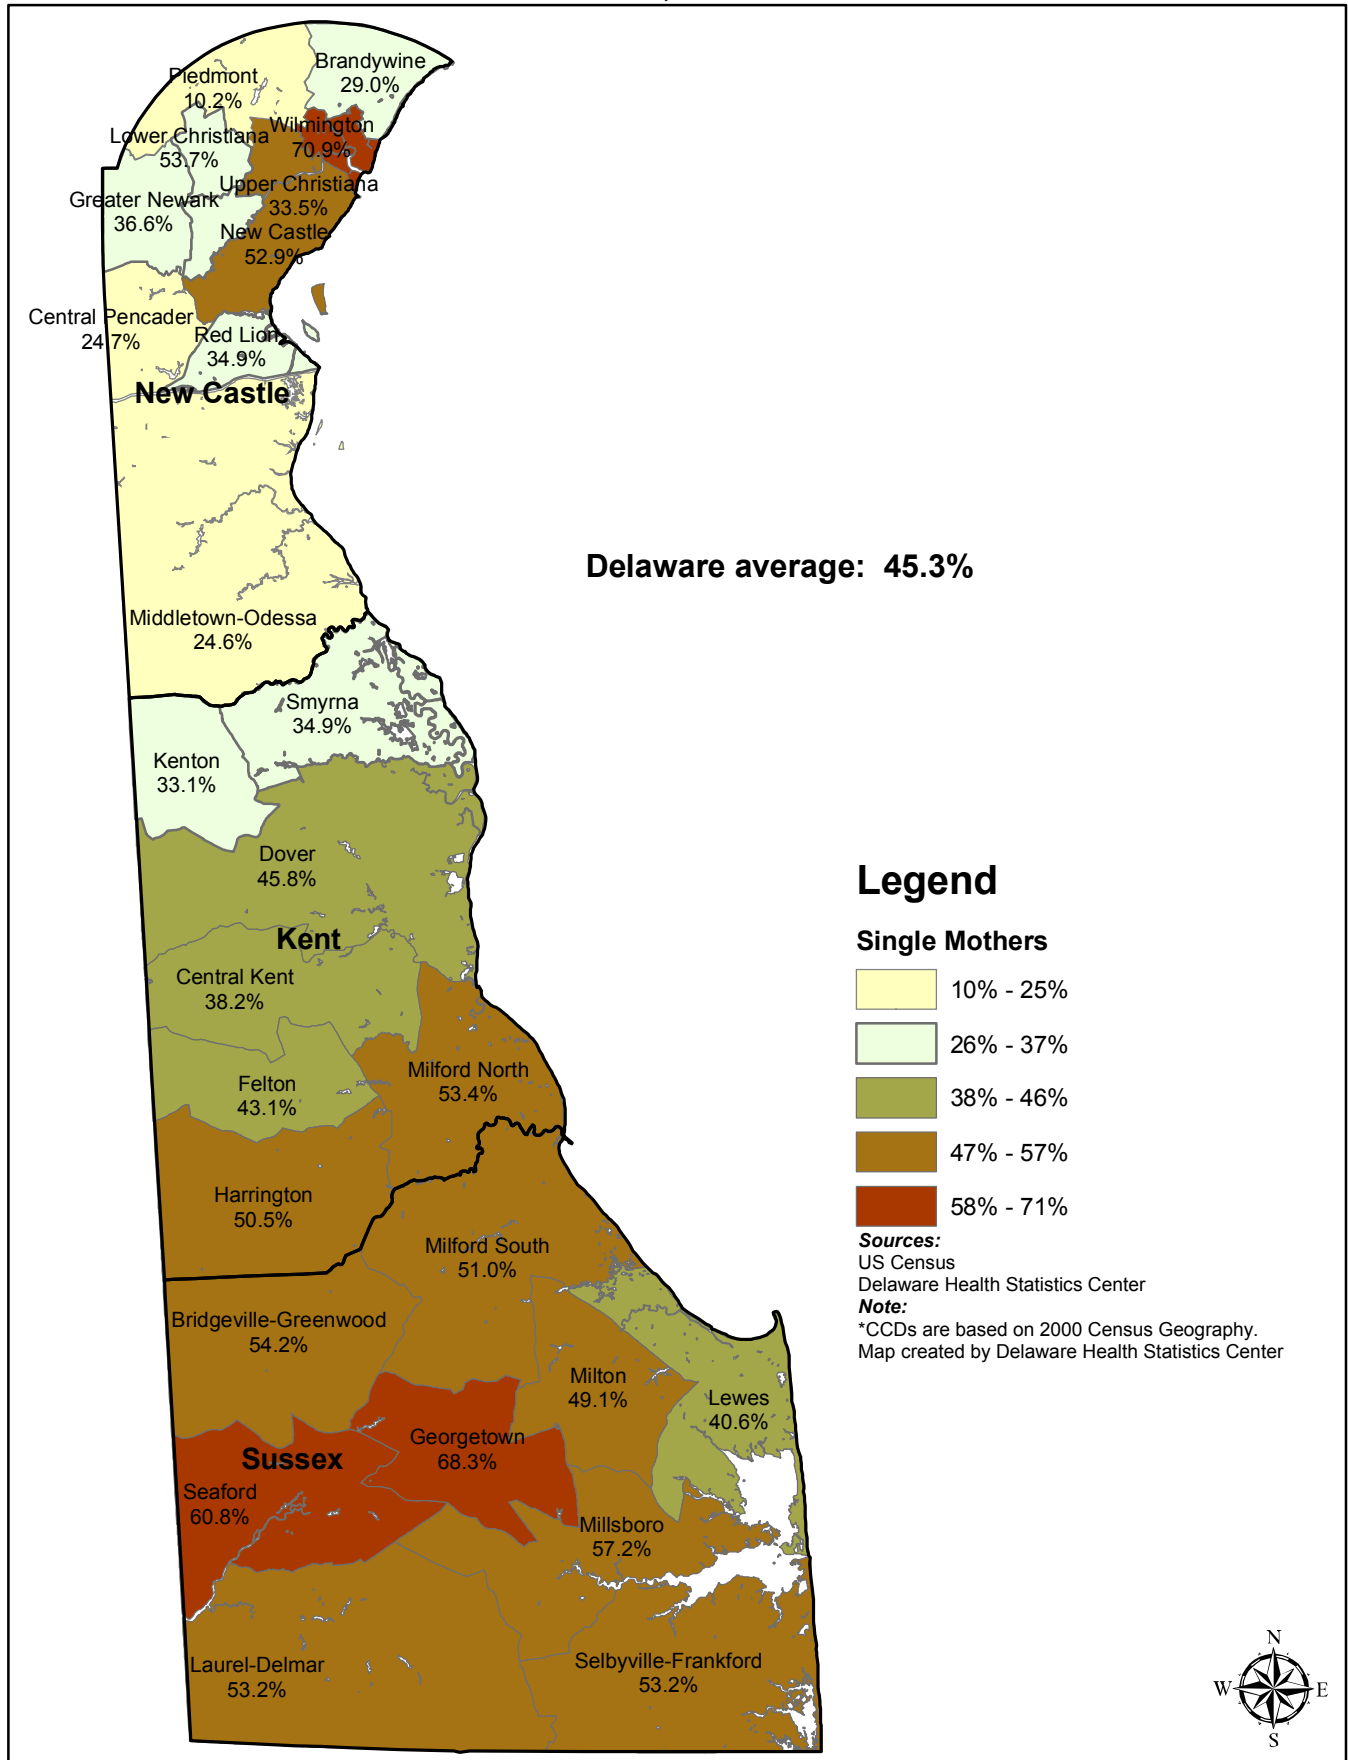 Brandywine
29.0%
Piedmont
10.2%
Wilmington
70.9%
Lower Christiana
53.7%
Upper Christiana
33.5%
Greater Newark
36.6%
New Castle
52.9%
Central Pencader
24.7%
Red Lion
34.9%
New Castle
Delaware average: 45.3%
Middletown-Odessa
24.6%
Smyrna
34.9%
Kenton
33.1%
Dover
45.8%
Kent
Central Kent
38.2%
Milford North
53.4%
Felton
43.1%
Harrington
50.5%
Milford South
51.0%
Bridgeville-Greenwood
54.2%
Milton
49.1%
Lewes
40.6%
Georgetown
68.3%
Sussex
Seaford
60.8%
Millsboro
57.2%
Laurel-Delmar
53.2%
Selbyville-Frankford
53.2%
Legend
Single Mothers
10% - 25%
26% - 37%
38% - 46%
47% - 57%
58% - 71%
Sources:
US Census
Delaware Health Statistics Center
Note:
*CCDs are based on 2000 Census Geography.
Map created by Delaware Health Statistics Center
N
W E
S